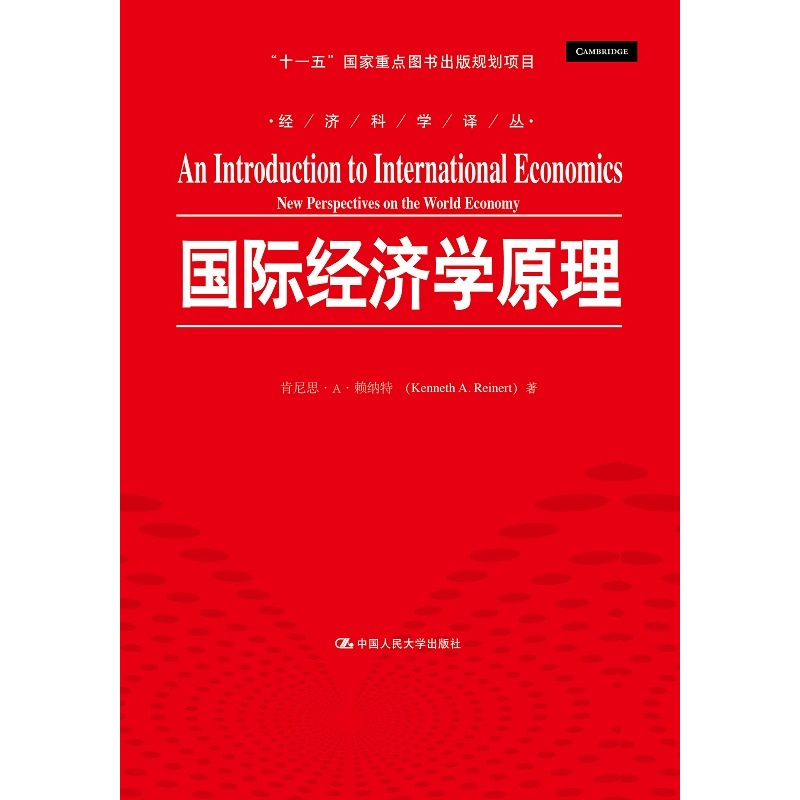 CAMBRIDGE
“十一五”国家重点图书出版规划项目
·经/济/科/学/译/丛·
An Introduction to International Economics
New Perspectives on the World Economy
国际经济学原理
肯尼思·A·赖纳特 (Kenneth A. Reinert) 著
中国人民大学出版社